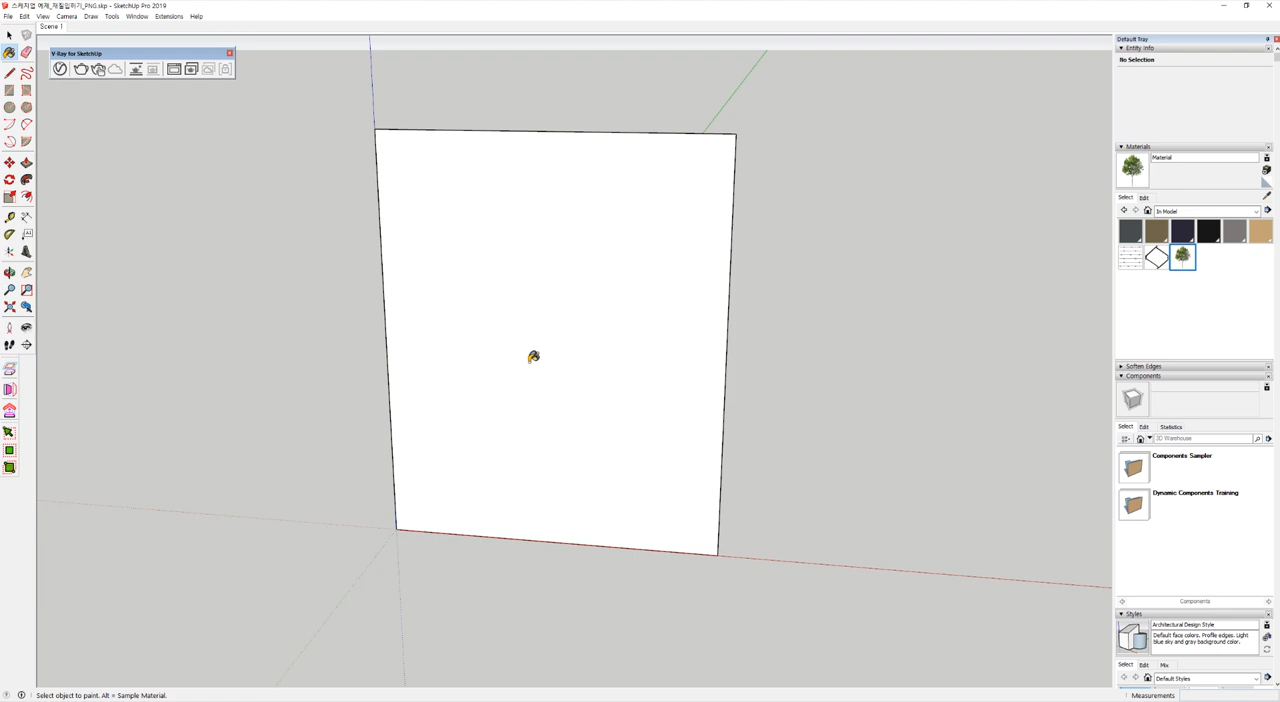 스케치업 예제_재질입히기_PNG.skp - SketchUp Pro 2019
File Edit View Camera Draw Tools Window Extensions Help
Scene 1
V-Ray for SketchUp
Default Tray
Entity Info
No Selection
Materials
Material
Select Edit
In Model
Soften Edges
Components
Select Edit Statistics
3D Warehouse
Components Sampler
Dynamic Components Training
Components
Styles
Architectural Design Style
Default face colors. Profile edges. Light
blue sky and gray background color.
Select Edit Mix
Default Styles
Select object to paint. Alt = Sample Material.
Measurements